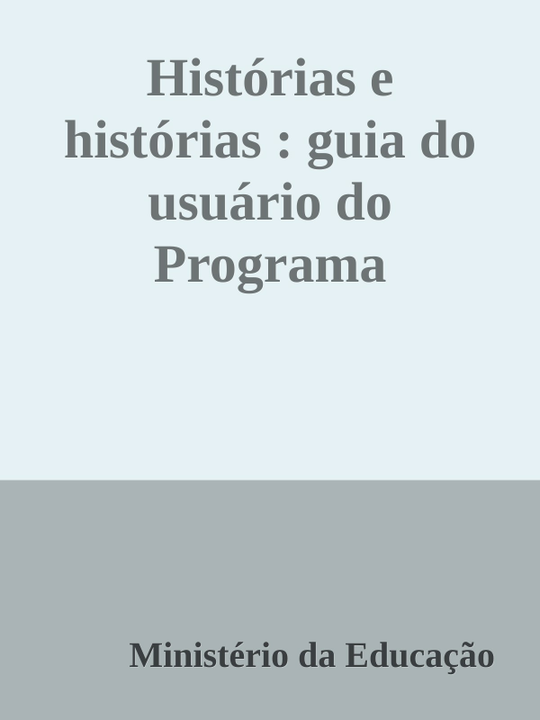 Histórias e
histórias : guia do
usuário do
Programa
Ministério da Educação